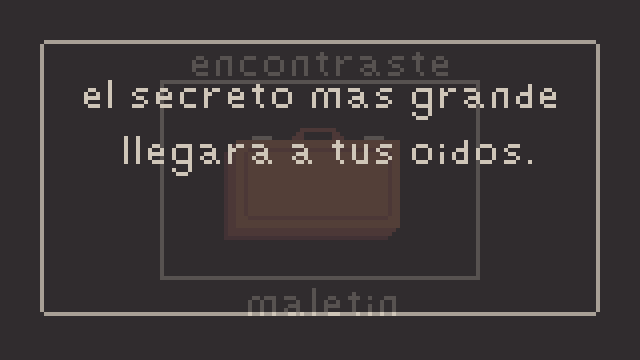 encontraste
el secreto mas grande
llegara a tus oidos.
maletin